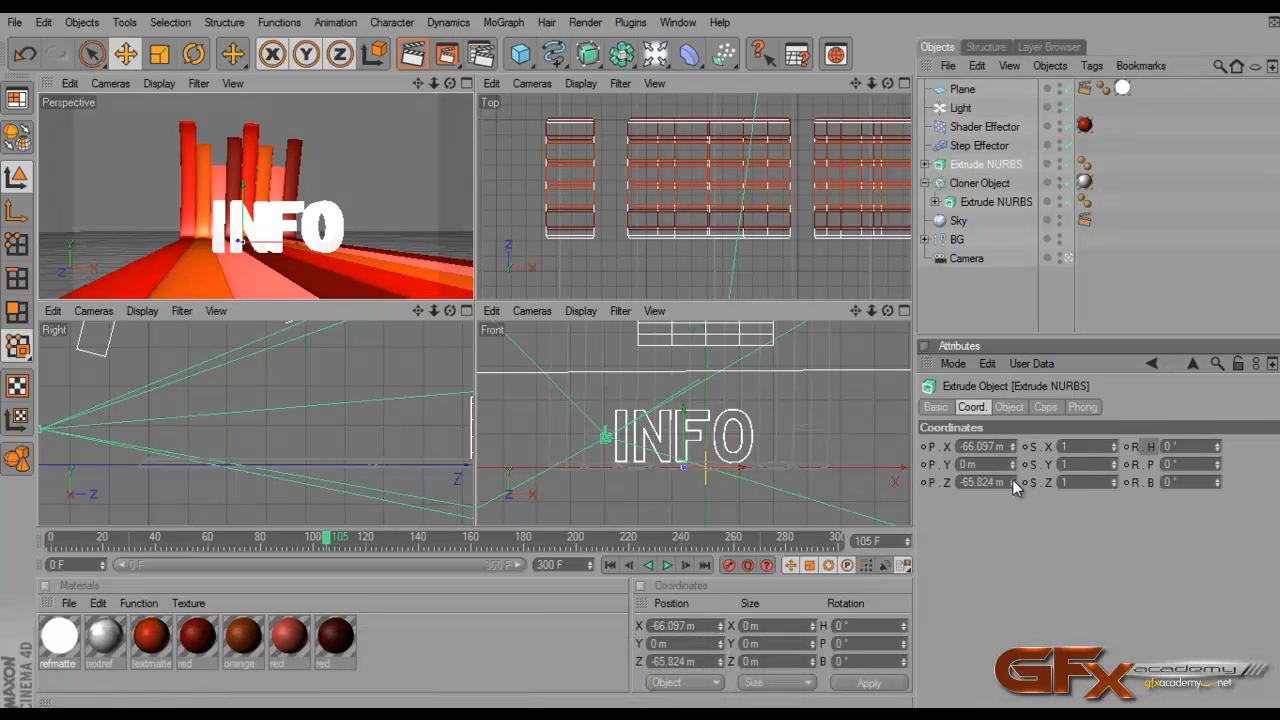 File Edit Objects Tools Selection Structure Functions Animation Character Dynamics MoGraph Hair Render Plugins Window Help
X Y Z
Objects Structure Layer Browser
File Edit View Objects Tags Bookmarks
Edit Cameras Display Filter View
Edit Cameras Display Filter View
Perspective
Top
Plane
Light
Shader Effector
Step Effector
Extrude NURBS
Cloner Object
Extrude NURBS
Sky
BG
Camera
INFO
Y
Z X
Z
X
Edit Cameras Display Filter View
Edit Cameras Display Filter View
Right
Front
INFO
Y
Z
Z
Y
Z X
X
Attributes
Mode Edit User Data
Extrude Object [Extrude NURBS]
Basic Coord. Object Caps Phong
Coordinates
P . X -66.097 m S . X 1 R . H 0 °
P . Y 0 m S . Y 1 R . P 0 °
P . Z -65.824 m S . Z 1 R . B 0 °
0 20 40 60 80 100 105 120 140 160 180 200 220 240 260 280 30 105 F
0 F 0 F 300 F 300 F
Materials
File Edit Function Texture
refmatte textref textmatte red orange red red
Coordinates
Position Size Rotation
X -66.097 m X 0 m H 0 °
Y 0 m Y 0 m P 0 °
Z -65.824 m Z 0 m B 0 °
Object Size Apply
MAXON
CINEMA 4D
GFx academy
gfxacademy.net